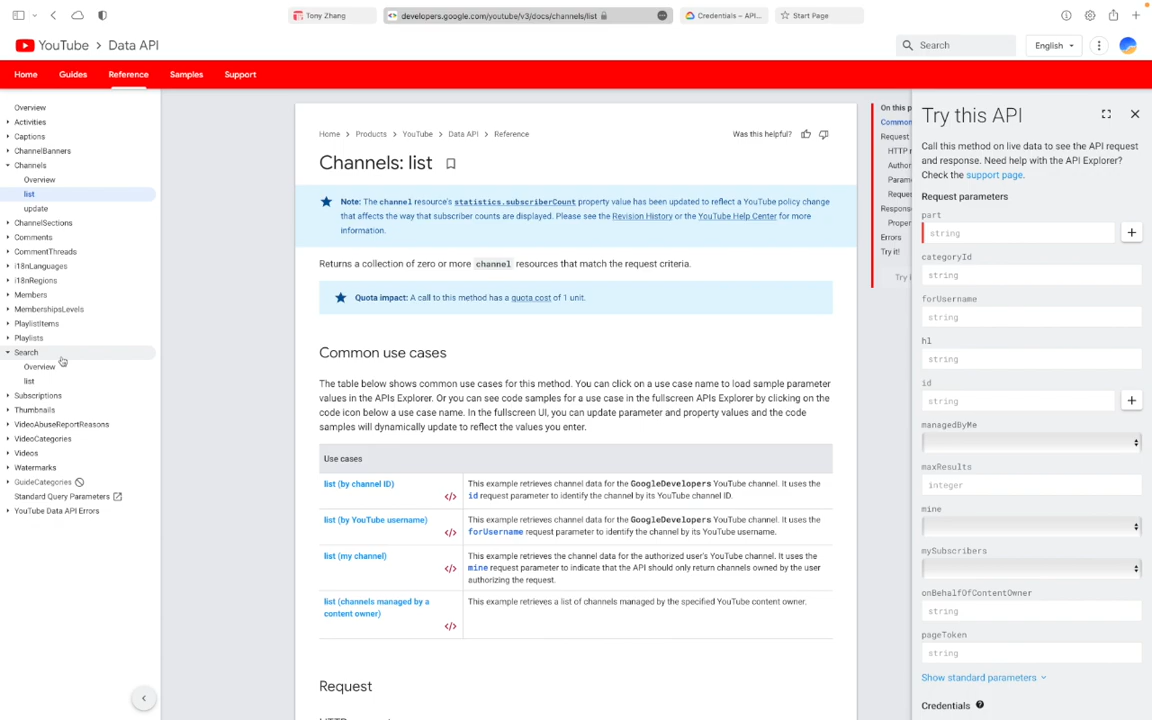 Tony Zhang
developers.google.com/youtube/v3/docs/channels/list
Credentials – API...
Start Page
YouTube > Data API
Search
English
Home
Guides
Reference
Samples
Support
Overview
Activities
Captions
ChannelBanners
Channels
Overview
list
update
ChannelSections
Comments
CommentThreads
i18nLanguages
i18nRegions
Members
MembershipsLevels
PlaylistItems
Playlists
Search
Overview
list
Subscriptions
Thumbnails
VideoAbuseReportReasons
VideoCategories
Videos
Watermarks
GuideCategories
Standard Query Parameters
YouTube Data API Errors
Home > Products > YouTube > Data API > Reference
Was this helpful?
Channels: list
Note: The channel resource's statistics.subscriberCount property value has been updated to reflect a YouTube policy change
that affects the way that subscriber counts are displayed. Please see the Revision History or the YouTube Help Center for more
information.
Returns a collection of zero or more channel resources that match the request criteria.
Quota impact: A call to this method has a quota cost of 1 unit.
Common use cases
The table below shows common use cases for this method. You can click on a use case name to load sample parameter
values in the APIs Explorer. Or you can see code samples for a use case in the fullscreen APIs Explorer by clicking on the
code icon below a use case name. In the fullscreen UI, you can update parameter and property values and the code
samples will dynamically update to reflect the values you enter.
Use cases
list (by channel ID)
</>
This example retrieves channel data for the GoogleDevelopers YouTube channel. It uses the
id request parameter to identify the channel by its YouTube channel ID.
list (by YouTube username)
</>
This example retrieves channel data for the GoogleDevelopers YouTube channel. It uses the
forUsername request parameter to identify the channel by its YouTube username.
list (my channel)
</>
This example retrieves the channel data for the authorized user's YouTube channel. It uses the
mine request parameter to indicate that the API should only return channels owned by the user
authorizing the request.
list (channels managed by a
content owner)
</>
This example retrieves a list of channels managed by the specified YouTube content owner.
Request
On this p
Common
Request
HTTP r
Author
Param
Reque
Respons
Proper
Errors
Try it!
Try i
Try this API
Call this method on live data to see the API request
and response. Need help with the API Explorer?
Check the support page.
Request parameters
part
string
categoryId
string
forUsername
string
hl
string
id
string
managedByMe
maxResults
integer
mine
mySubscribers
onBehalfOfContentOwner
string
pageToken
string
Show standard parameters
Credentials